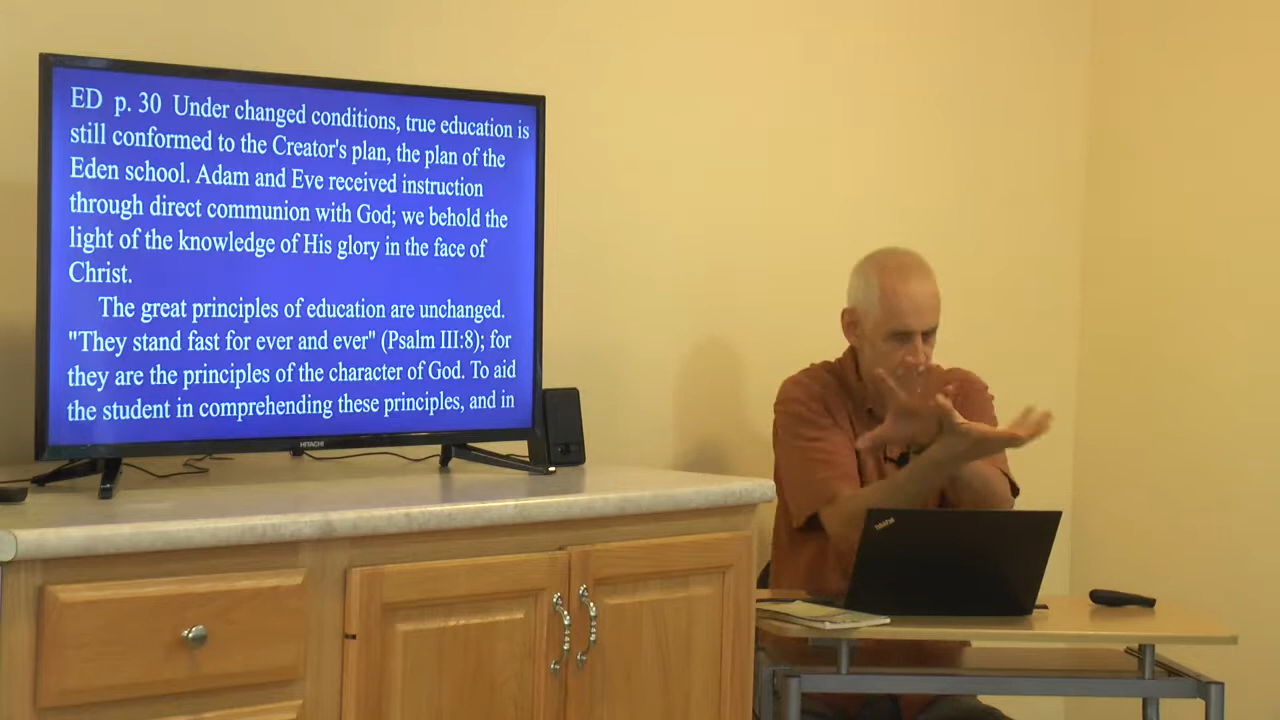 ED p. 30 Under changed conditions, true education is
still conformed to the Creator's plan, the plan of the
Eden school. Adam and Eve received instruction
through direct communion with God; we behold the
light of the knowledge of His glory in the face of
Christ.
The great principles of education are unchanged.
"They stand fast for ever and ever" (Psalm III:8); for
they are the principles of the character of God. To aid
the student in comprehending these principles, and in
HITACHI